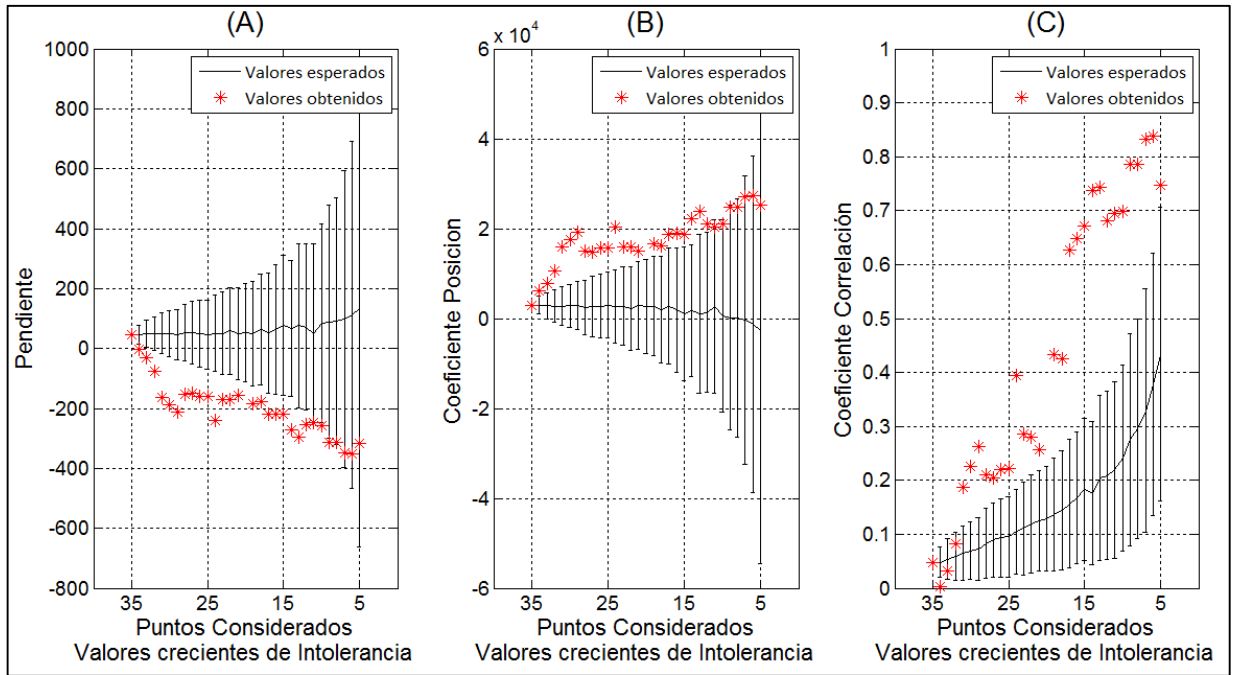 (A)
1000
800
600
400
200
0
-200
-400
-600
-800
Pendiente
Valores esperados
Valores obtenidos
35
25
15
5
Puntos Considerados
Valores crecientes de Intolerancia
(B)
x 10^4
6
4
2
0
-2
-4
-6
Coeficiente Posicion
Valores esperados
Valores obtenidos
35
25
15
5
Puntos Considerados
Valores crecientes de Intolerancia
(C)
1
0.9
0.8
0.7
0.6
0.5
0.4
0.3
0.2
0.1
0
Coeficiente Correlación
Valores esperados
Valores obtenidos
35
25
15
5
Puntos Considerados
Valores crecientes de Intolerancia